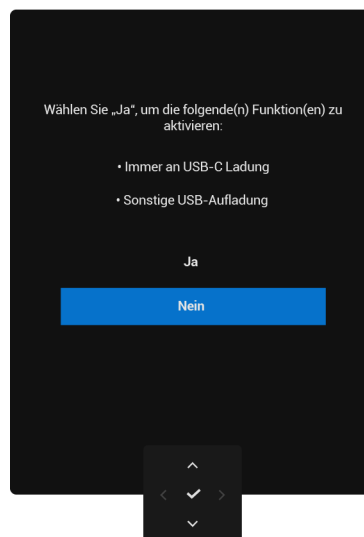 Wählen Sie „Ja“, um die folgende(n) Funktion(en) zu
aktivieren:
• Immer an USB-C Ladung
• Sonstige USB-Aufladung
Ja
Nein